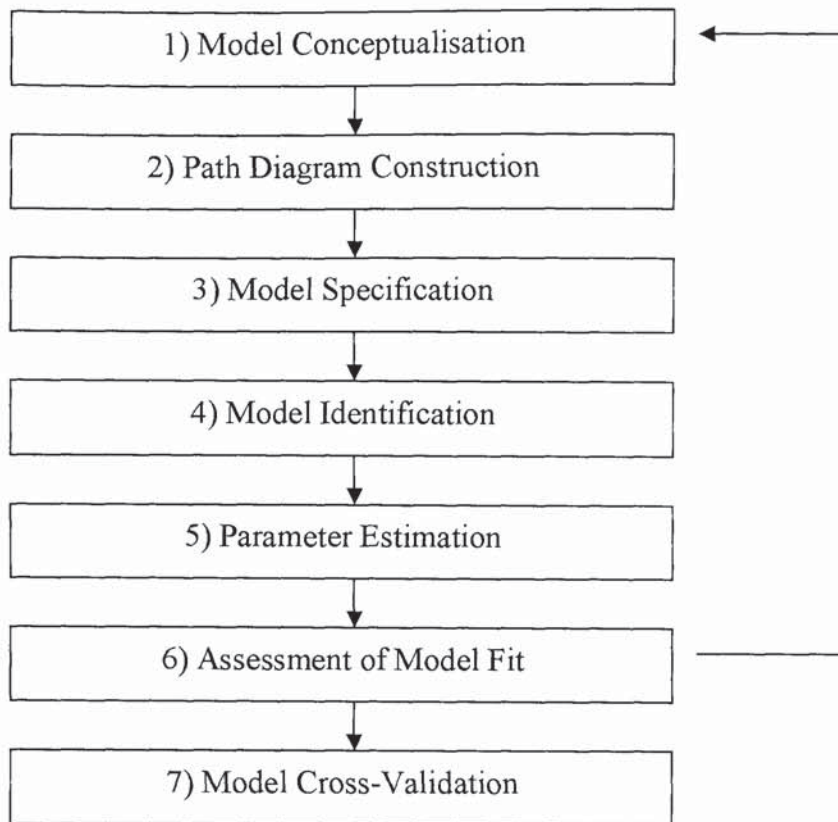 1) Model Conceptualisation
2) Path Diagram Construction
3) Model Specification
4) Model Identification
5) Parameter Estimation
6) Assessment of Model Fit
7) Model Cross-Validation